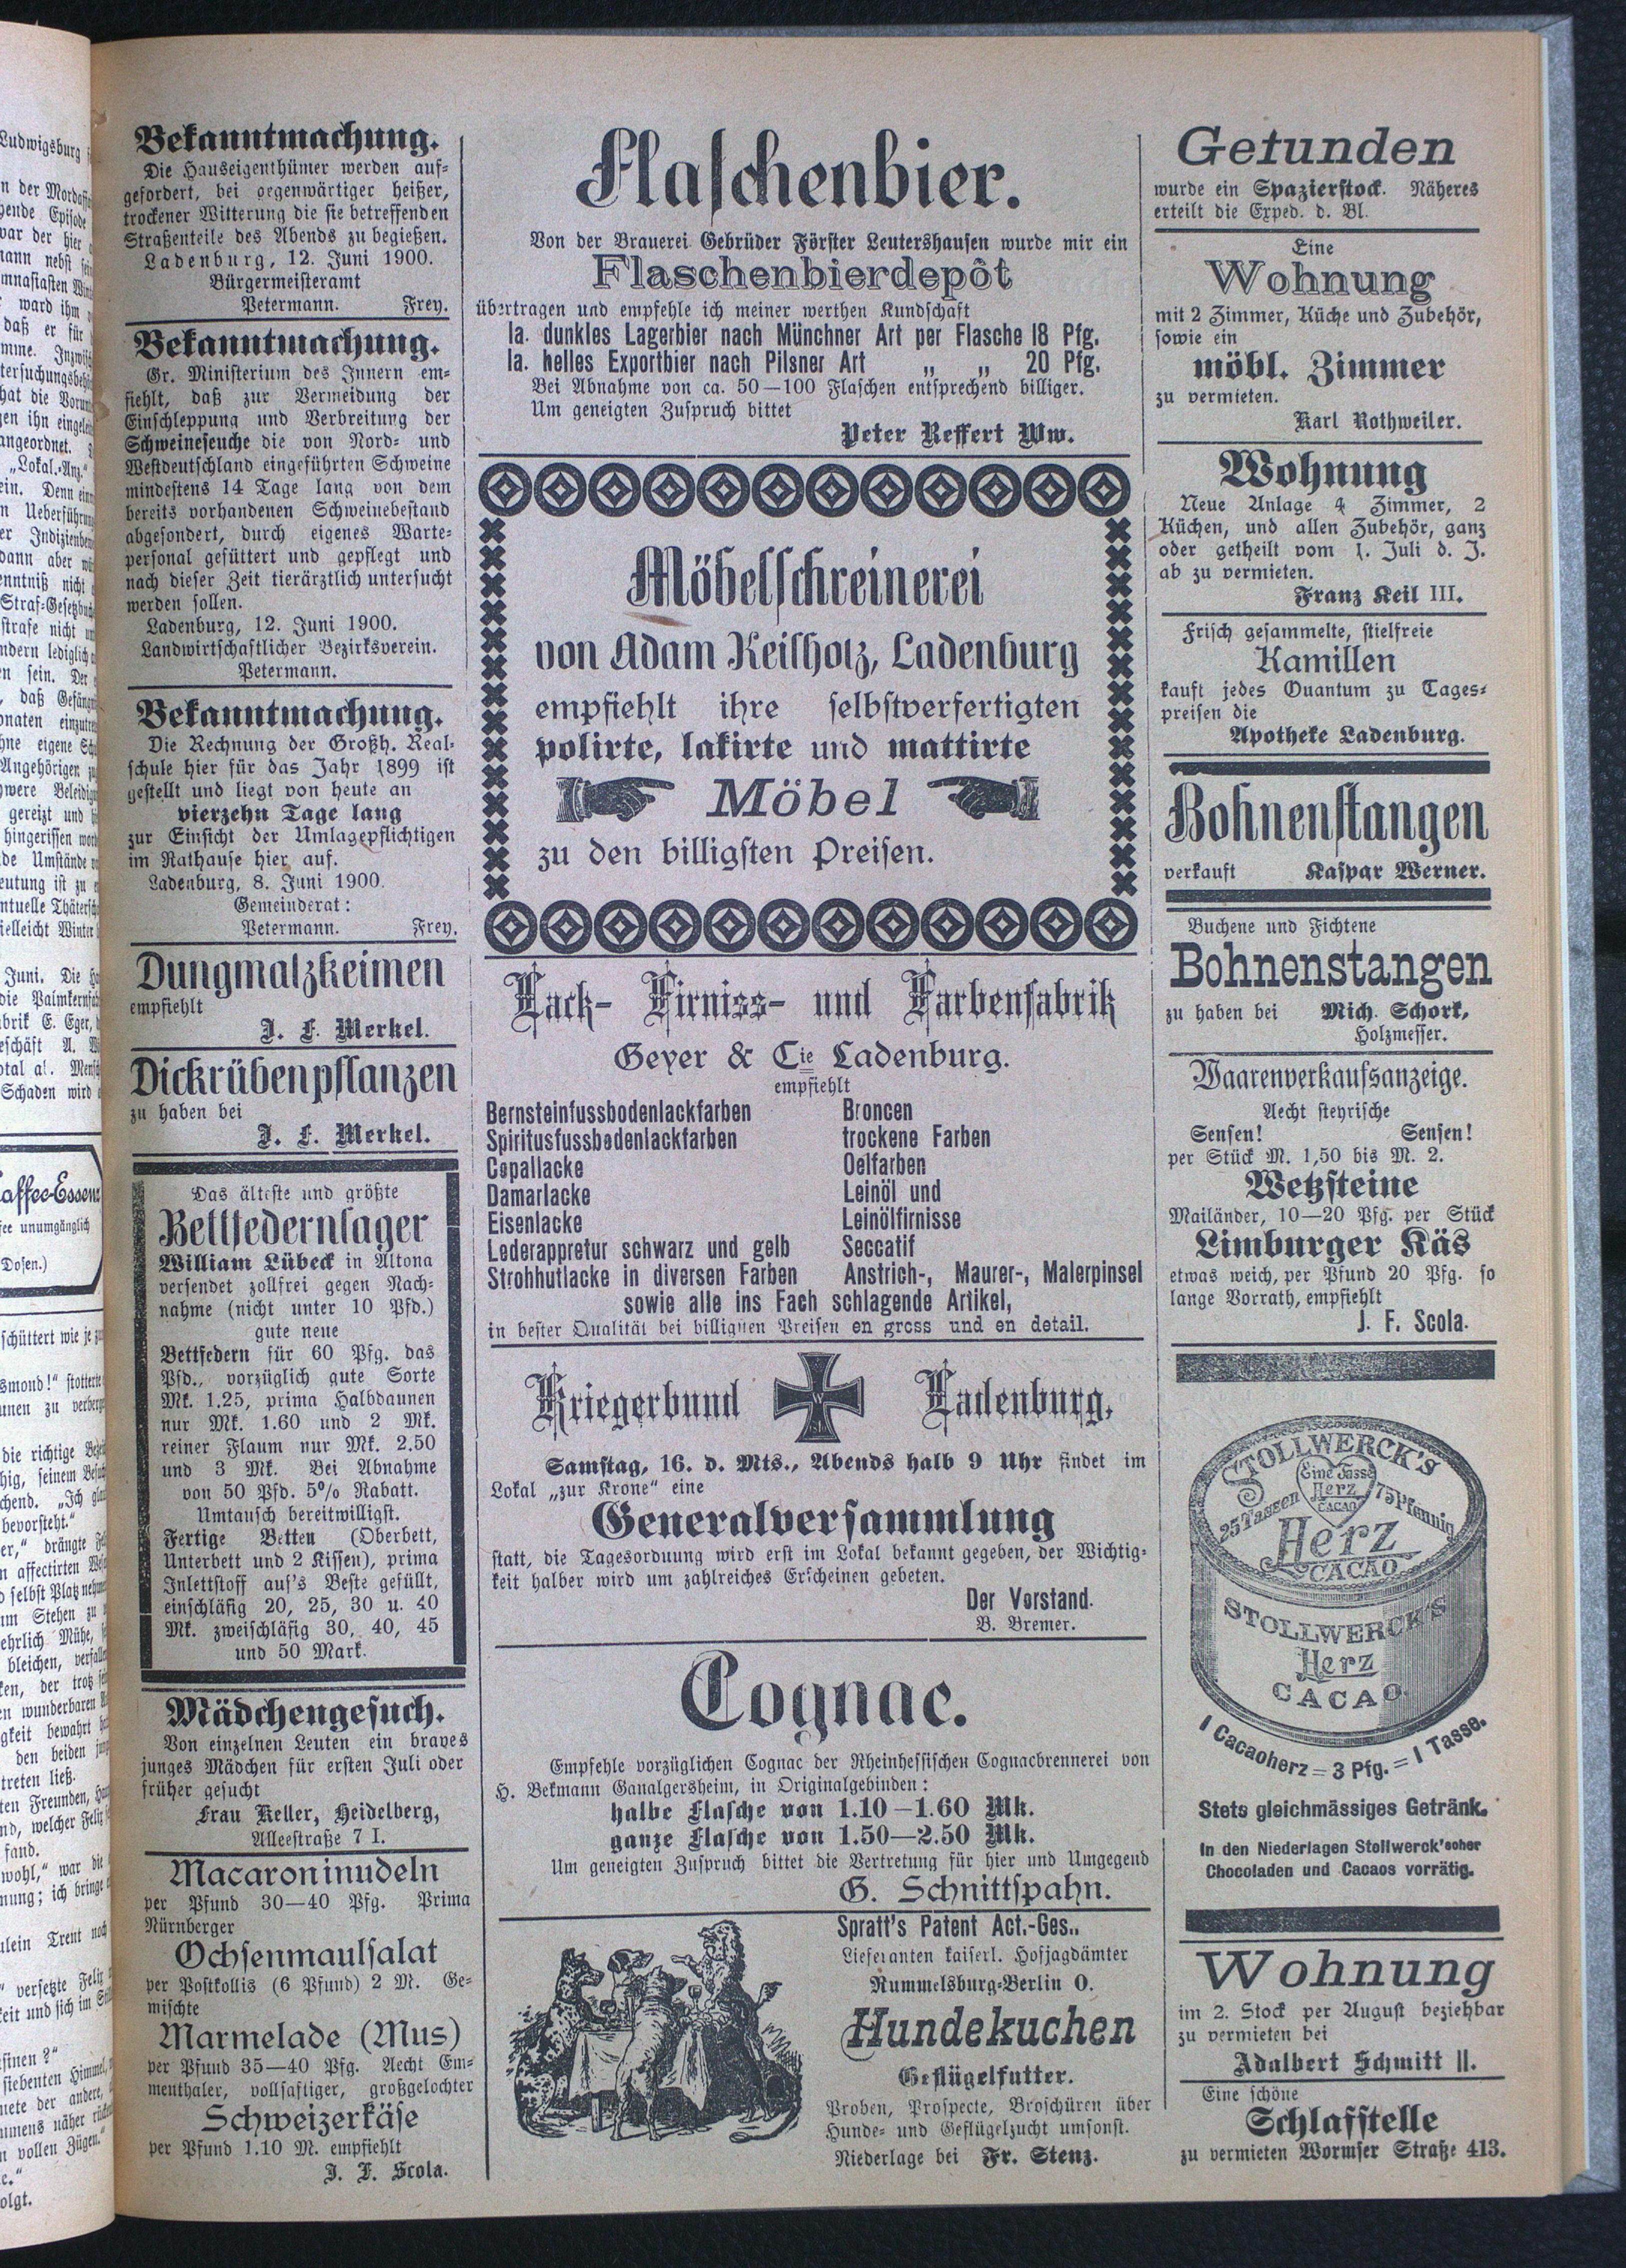 Bekanntmachung.
Die Hauseigenthümer werden auf-
gefordert, bei gegenwärtiger heißer,
trockener Witterung die sie betreffenden
Straßenteile des Abends zu begießen.
Ladenburg, 12. Juni 1900.
Bürgermeisteramt
Petermann. Frey.
Bekanntmachung.
Gr. Ministerium des Innern em-
fiehlt, daß zur Vermeidung der
Einschleppung und Verbreitung der
Schweineseuche die von Nord- und
Westdeutschland eingeführten Schweine
mindestens 14 Tage lang von dem
bereits vorhandenen Schweinebestand
abgesondert, durch eigenes Warte-
personal gefüttert und gepflegt und
nach dieser Zeit tierärztlich untersucht
werden sollen.
Ladenburg, 12. Juni 1900.
Landwirtschaftlicher Bezirksverein.
Petermann.
Bekanntmachung.
Die Rechnung der Großh. Real-
schule hier für das Jahr 1899 ist
gestellt und liegt von heute an
vierzehn Tage lang
zur Einsicht der Umlagepflichtigen
im Rathause hier auf.
Ladenburg, 8. Juni 1900.
Gemeinderat:
Petermann. Frey.
Dungmalzkeimen
empfiehlt
J. F. Merkel.
Dickrübenpflanzen
zu haben bei
J. F. Merkel.
Das älteste und größte
Bettfedernlager
William Lübeck in Altona
versendet zollfrei gegen Nach-
nahme (nicht unter 10 Pfd.)
gute neue
Bettfedern für 60 Pfg. das
Pfd., vorzüglich gute Sorte
Mk. 1.25, prima Halbdaunen
nur Mk. 1.60 und 2 Mk.
reiner Flaum nur Mk. 2.50
und 3 Mk. Bei Abnahme
von 50 Pfd. 5% Rabatt.
Umtausch bereitwilligst.
Fertige Betten (Oberbett,
Unterbett und 2 Kissen), prima
Inlettstoff auf's Beste gefüllt,
einschläfig 20, 25, 30 u. 40
Mk. zweischläfig 30, 40, 45
und 50 Mark.
Mädchengesuch.
Von einzelnen Leuten ein braves
junges Mädchen für ersten Juli oder
früher gesucht
Frau Keller, Heidelberg,
Alleestraße 7 I.
Macaroninudeln
per Pfund 30—40 Pfg. Prima
Nürnberger
Ochsenmaulsalat
per Postkollis (6 Pfund) 2 M. Ge-
mischte
Marmelade (Mus)
per Pfund 35—40 Pfg. Aecht Em-
menthaler, vollsaftiger, großgelochter
Schweizerkäse
per Pfund 1.10 M. empfiehlt
J. F. Scola.
Flaschenbier.
Von der Brauerei Gebrüder Förster Leutershausen wurde mir ein
Flaschenbierdepôt
übertragen und empfehle ich meiner werthen Kundschaft
Ia. dunkles Lagerbier nach Münchner Art per Flasche 18 Pfg.
Ia. helles Exportbier nach Pilsner Art „ „ 20 Pfg.
Bei Abnahme von ca. 50—100 Flaschen entsprechend billiger.
Um geneigten Zuspruch bittet
Peter Reffert Ww.
Möbelschreinerei
von Adam Keilholz, Ladenburg
empfiehlt ihre selbstverfertigten
polirte, lakirte und mattirte
Möbel
zu den billigsten Preisen.
Lack- Firniss- und Farbenfabrik
Geyer & Cie Ladenburg.
empfiehlt
Bernsteinfussbodenlackfarben Broncen
Spiritusfussbodenlackfarben trockene Farben
Copallacke Oelfarben
Damarlacke Leinöl und
Eisenlacke Leinölfirnisse
Lederappretur schwarz und gelb Seccatif
Strohhutlacke in diversen Farben Anstrich-, Maurer-, Malerpinsel
sowie alle ins Fach schlagende Artikel,
in bester Qualität bei billigsten Preisen en gross und en detail.
Kriegerbund Ladenburg.
Samstag, 16. d. Mts., Abends halb 9 Uhr findet im
Lokal „zur Krone“ eine
Generalversammlung
statt, die Tagesorduung wird erst im Lokal bekannt gegeben, der Wichtig-
keit halber wird um zahlreiches Erscheinen gebeten.
Der Vorstand.
B. Bremer.
Cognac.
Empfehle vorzüglichen Cognac der Rheinhessischen Cognacbrennerei von
H. Bekmann Ganalgersheim, in Originalgebinden:
halbe Flasche von 1.10—1.60 Mk.
ganze Flasche von 1.50—2.50 Mk.
Um geneigten Zuspruch bittet die Vertretung für hier und Umgegend
G. Schnittspahn.
Spratt's Patent Act.-Ges..
Lieferanten kaiserl. Hofjagdämter
Rummelsburg-Berlin O.
Hundekuchen
Geflügelfutter.
Proben, Prospecte, Broschüren über
Hunde- und Geflügelzucht umsonst.
Niederlage bei Fr. Stenz.
Gefunden
wurde ein Spazierstock. Näheres
erteilt die Exped. d. Bl.
Eine
Wohnung
mit 2 Zimmer, Küche und Zubehör,
sowie ein
möbl. Zimmer
zu vermieten.
Karl Rothweiler.
Wohnung
Neue Anlage 4 Zimmer, 2
Küchen, und allen Zubehör, ganz
oder getheilt vom 1. Juli d. J.
ab zu vermieten.
Franz Keil III.
Frisch gesammelte, stielfreie
Kamillen
kauft jedes Quantum zu Tages-
preisen die
Apotheke Ladenburg.
Bohnenstangen
verkauft Kaspar Werner.
Buchene und Fichtene
Bohnenstangen
zu haben bei Mich. Schork,
Holzmesser.
Waarenverkaufsanzeige.
Aecht steyrische
Sensen! Sensen!
per Stück M. 1,50 bis M. 2.
Wetzsteine
Mailänder, 10—20 Pfg. per Stück
Limburger Käs
etwas weich, per Pfund 20 Pfg. so
lange Vorrath, empfiehlt
J. F. Scola.
STOLLWERCK'S
Eine Tasse
Herz
CACAO
25 Tassen 75 Pfennig
Herz
CACAO
STOLLWERCK'S
Herz
CACAO.
1 Cacaoherz = 3 Pfg. = 1 Tasse.
Stets gleichmässiges Getränk.
In den Niederlagen Stollwerck'scher
Chocoladen und Cacaos vorrätig.
Wohnung
im 2. Stock per August beziehbar
zu vermieten bei
Adalbert Schmitt II.
Eine schöne
Schlafstelle
zu vermieten Wormser Straße 413.